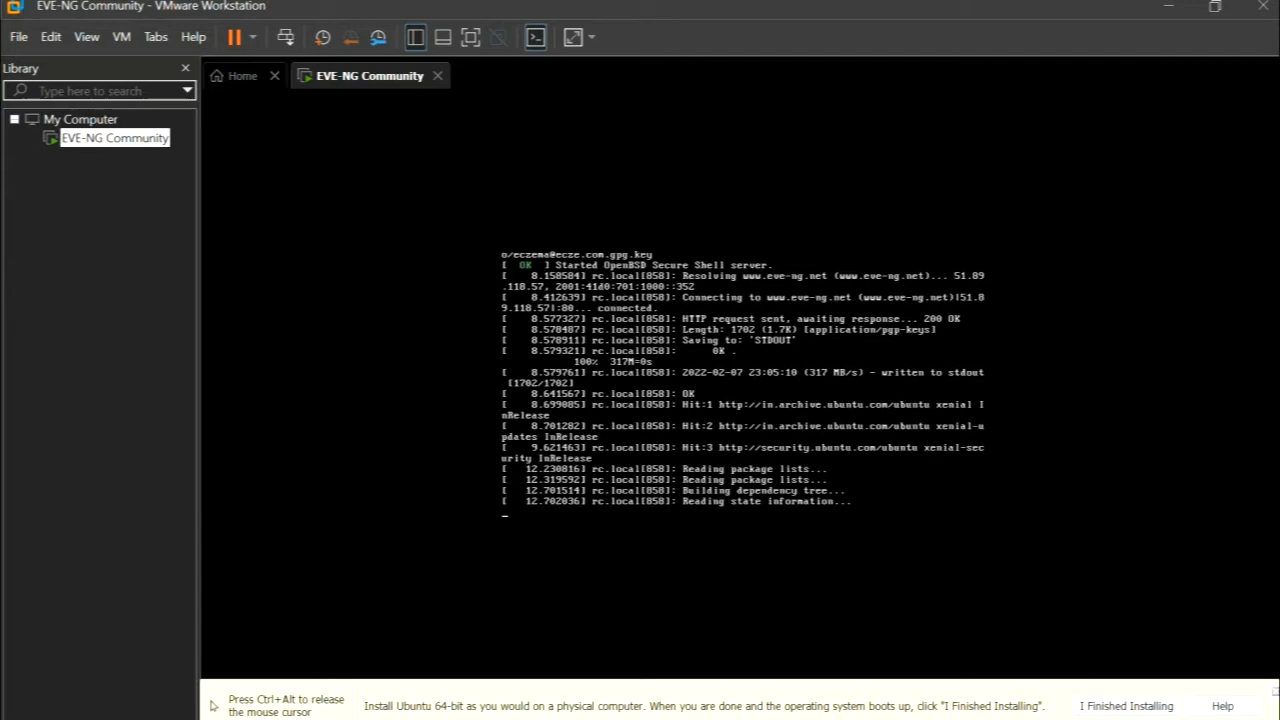 EVE-NG Community - VMware Workstation
File Edit View VM Tabs Help
Library
Type here to search
My Computer
EVE-NG Community
Home
EVE-NG Community
o/eczema@ecze.com.gpg.key
[ OK ] Started OpenBSD Secure Shell server.
[ 8.158584] rc.local[858]: Resolving www.eve-ng.net (www.eve-ng.net)... 51.89
.118.57, 2001:41d0:701:1000::352
[ 8.412639] rc.local[858]: Connecting to www.eve-ng.net (www.eve-ng.net)|51.8
9.118.57|:80... connected.
[ 8.577327] rc.local[858]: HTTP request sent, awaiting response... 200 OK
[ 8.578487] rc.local[858]: Length: 1702 (1.7K) [application/pgp-keys]
[ 8.578911] rc.local[858]: Saving to: 'STDOUT'
[ 8.579321] rc.local[858]: 0K .
100% 317M=0s
[ 8.579761] rc.local[858]: 2022-02-07 23:05:10 (317 MB/s) - written to stdout
[1702/1702]
[ 8.641567] rc.local[858]: OK
[ 8.699085] rc.local[858]: Hit:1 http://in.archive.ubuntu.com/ubuntu xenial I
nRelease
[ 8.701282] rc.local[858]: Hit:2 http://in.archive.ubuntu.com/ubuntu xenial-u
pdates InRelease
[ 9.621463] rc.local[858]: Hit:3 http://security.ubuntu.com/ubuntu xenial-sec
urity InRelease
[ 12.230816] rc.local[858]: Reading package lists...
[ 12.319592] rc.local[858]: Reading package lists...
[ 12.701514] rc.local[858]: Building dependency tree...
[ 12.702036] rc.local[858]: Reading state information...
Press Ctrl+Alt to release
the mouse cursor
Install Ubuntu 64-bit as you would on a physical computer. When you are done and the operating system boots up, click "I Finished Installing".
I Finished Installing
Help